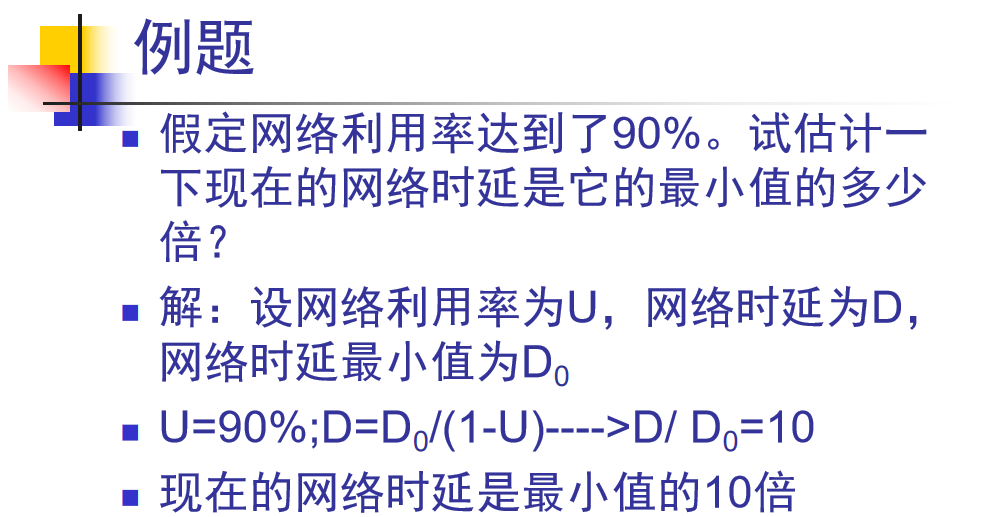 例题
假定网络利用率达到了90%。试估计一
下现在的网络时延是它的最小值的多少
倍?
解:设网络利用率为U,网络时延为D,
网络时延最小值为D0
U=90%;D=D0/(1-U)---->D/ D0=10
现在的网络时延是最小值的10倍